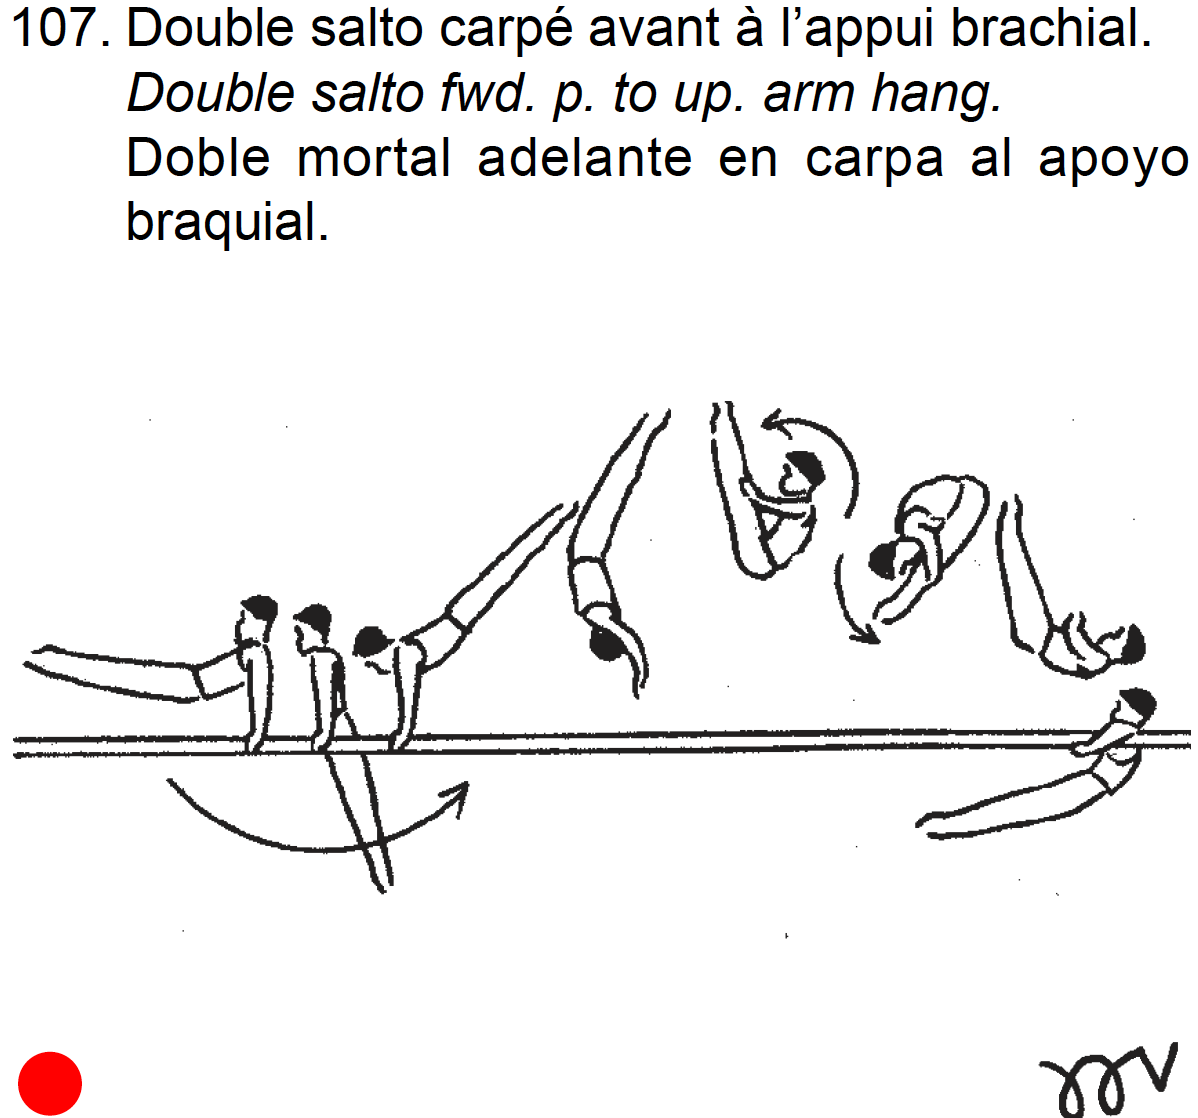 107. Double salto carpé avant à l’appui brachial.
Double salto fwd. p. to up. arm hang.
Doble mortal adelante en carpa al apoyo
braquial.